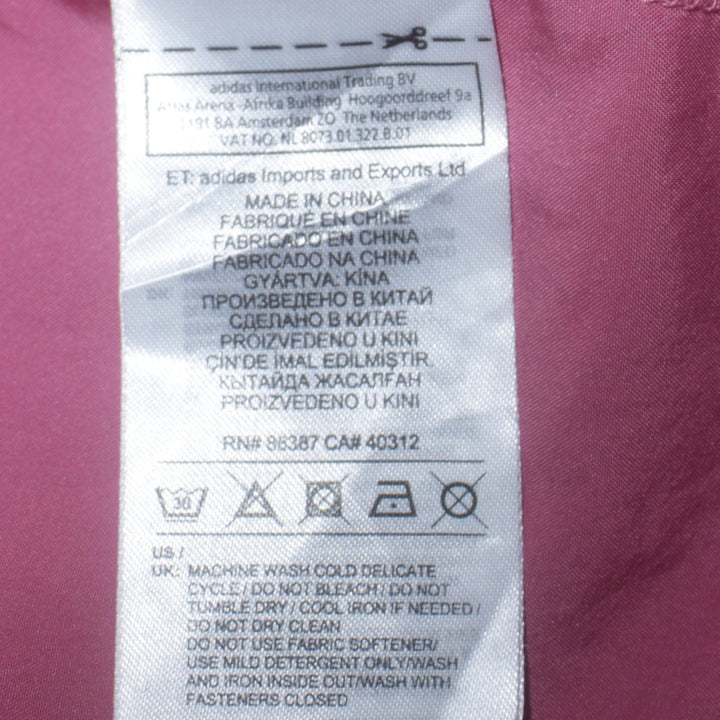 adidas International Trading BV
Atlas Arena -Afrika Building Hoogoorddreef 9a
1101 BA Amsterdam ZO The Netherlands
VAT NO. NL 8073.01.322.B.01
ET: adidas Imports and Exports Ltd
MADE IN CHINA
FABRIQUÉ EN CHINE
FABRICADO EN CHINA
FABRICADO NA CHINA
GYÁRTVA: KÍNA
ПРОИЗВЕДЕНО В КИТАЙ
СДЕЛАНО В КИТАЕ
PROIZVEDENO U KINI
ÇİN'DE İMAL EDİLMİŞTİR.
КЫТАЙДА ЖАСАЛҒАН
PROIZVEDENO U KINI
RN# 88387 CA# 40312
30
US /
UK: MACHINE WASH COLD DELICATE
CYCLE / DO NOT BLEACH / DO NOT
TUMBLE DRY / COOL IRON IF NEEDED /
DO NOT DRY CLEAN
DO NOT USE FABRIC SOFTENER/
USE MILD DETERGENT ONLY/WASH
AND IRON INSIDE OUT/WASH WITH
FASTENERS CLOSED